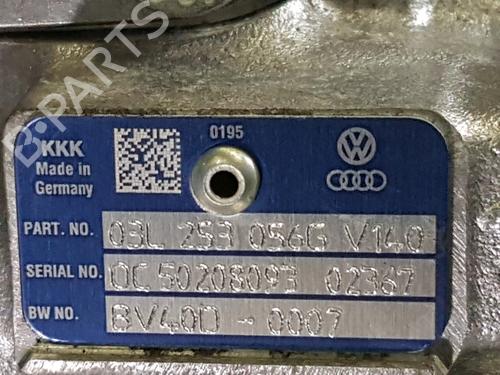 B-PARTS
0195
KKK
Made in
Germany
PART. NO. 03L 253 056G V140
SERIAL NO. 0C 50208093 02367
BW NO. BV40D - 0007